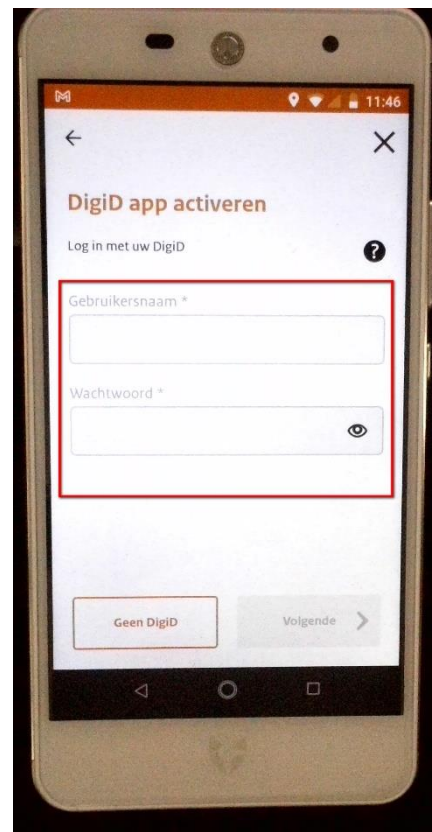 11:46
DigiD app activeren
Log in met uw DigiD
?
Gebruikersnaam *
Wachtwoord *
Geen DigiD
Volgende